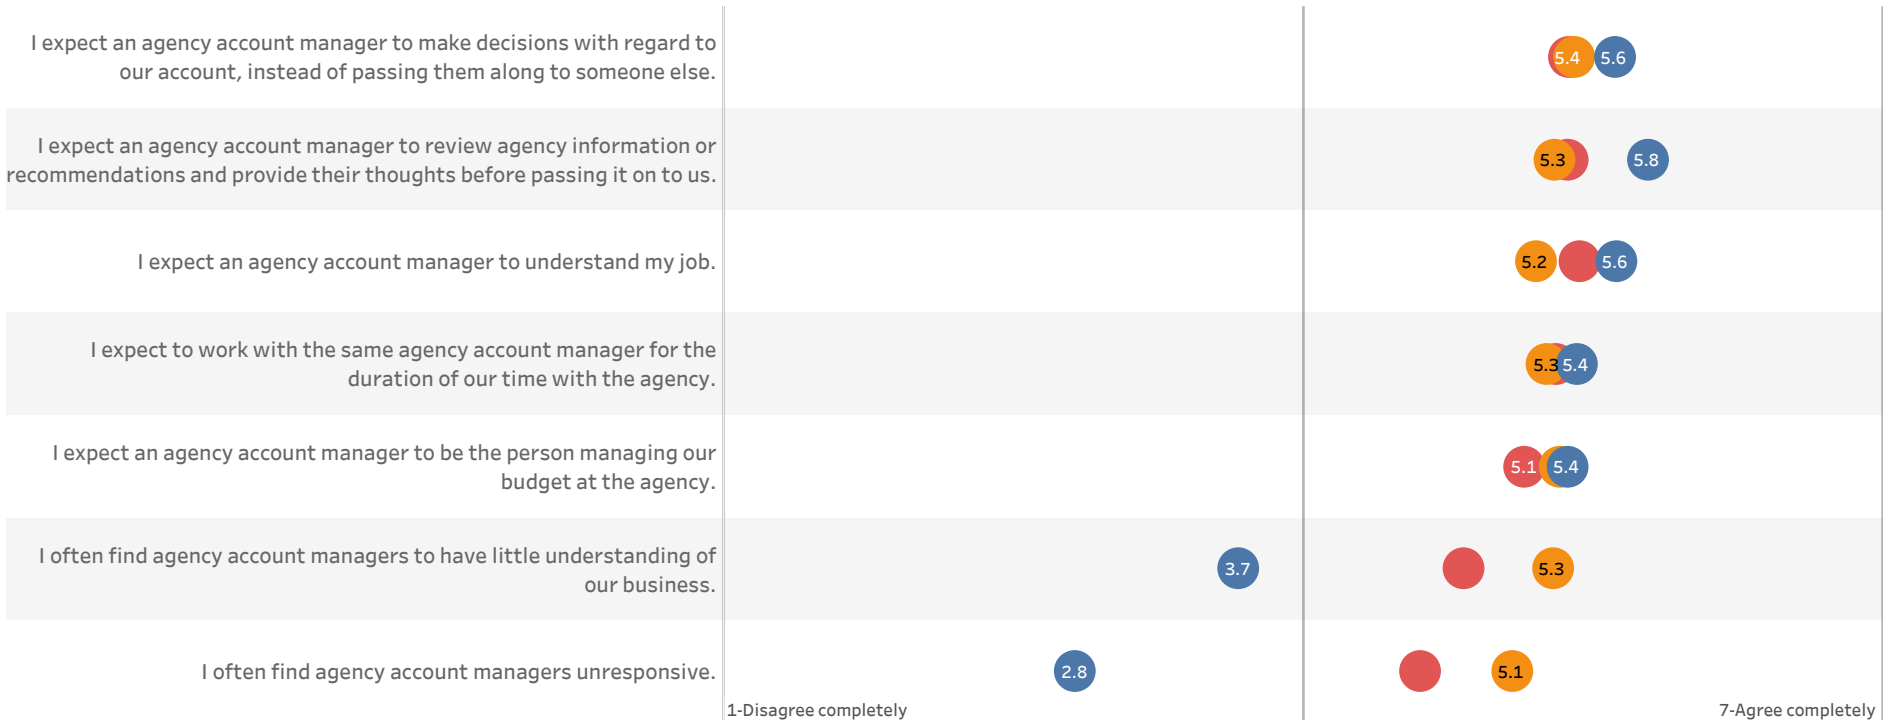 I expect an agency account manager to make decisions with regard to
our account, instead of passing them along to someone else.
5.4 5.6
I expect an agency account manager to review agency information or
recommendations and provide their thoughts before passing it on to us.
5.3 5.8
I expect an agency account manager to understand my job.
5.2 5.6
I expect to work with the same agency account manager for the
duration of our time with the agency.
5.3 5.4
I expect an agency account manager to be the person managing our
budget at the agency.
5.1 5.4
I often find agency account managers to have little understanding of
our business.
3.7 5.3
I often find agency account managers unresponsive.
2.8 5.1
1-Disagree completely 7-Agree completely